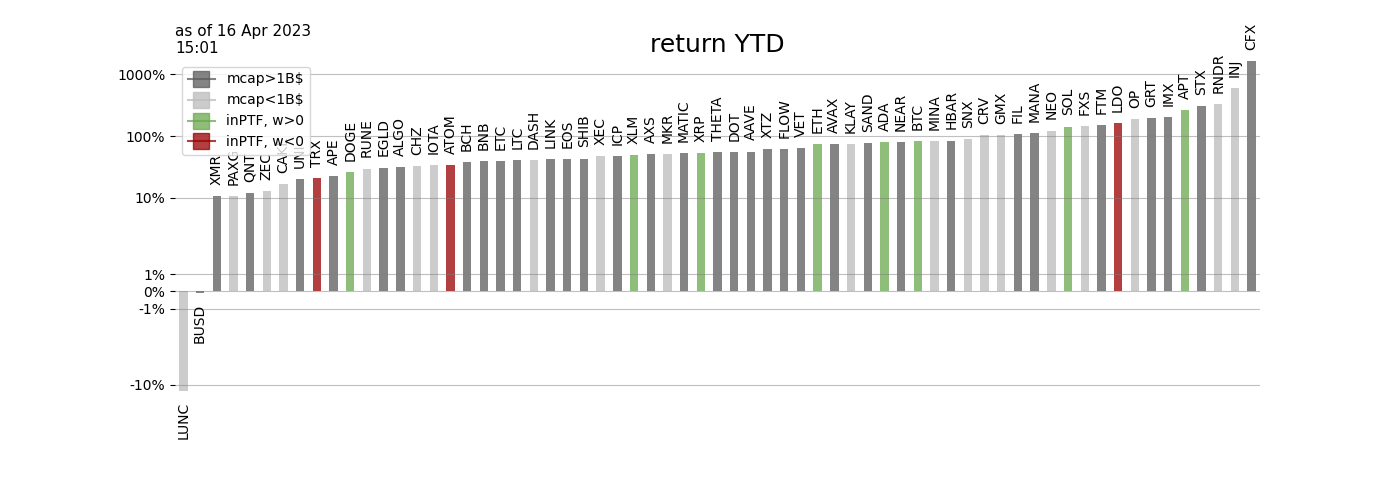 as of 16 Apr 2023
15:01
return YTD
mcap>1B$
mcap<1B$
inPTF, w>0
inPTF, w<0
1000%
100%
10%
1%
0%
-1%
-10%
LUNC
BUSD
XMR
PAXG
QNT
ZEC
TRX
APE
DOGE
RUNE
EGLD
ALGO
CHZ
IOTA
ATOM
BCH
BNB
ETC
LTC
DASH
LINK
EOS
SHIB
XEC
ICP
XLM
AXS
MKR
MATIC
XRP
THETA
DOT
AAVE
XTZ
FLOW
VET
ETH
AVAX
KLAY
SAND
ADA
NEAR
BTC
MINA
HBAR
SNX
CRV
GMX
FIL
MANA
NEO
SOL
FXS
FTM
LDO
OP
GRT
IMX
APT
STX
RNDR
INJ
CFX